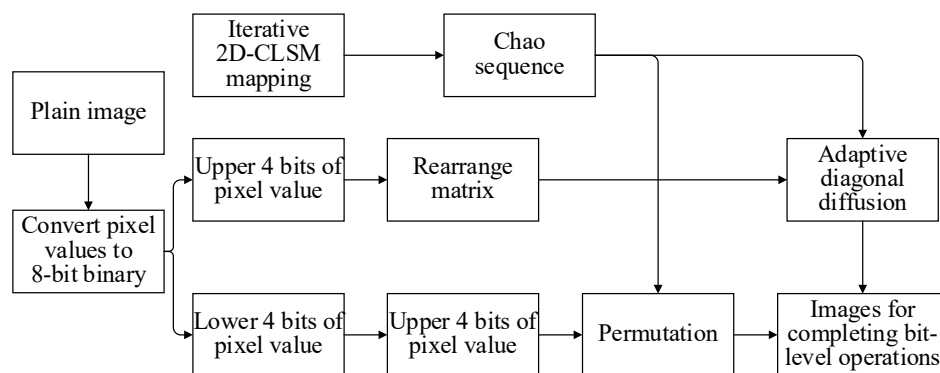 Iterative
2D-CLSM
mapping
Chao
sequence
Plain image
Upper 4 bits of
pixel value
Rearrange
matrix
Adaptive
diagonal
diffusion
Convert pixel
values to
8-bit binary
Lower 4 bits of
pixel value
Upper 4 bits of
pixel value
Permutation
Images for
completing bit-
level operations